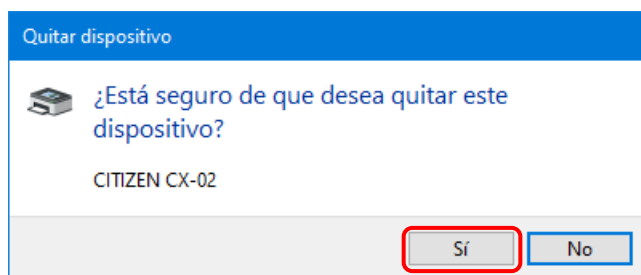 Quitar dispositivo
¿Está seguro de que desea quitar este
dispositivo?
CITIZEN CX-02
Sí
No